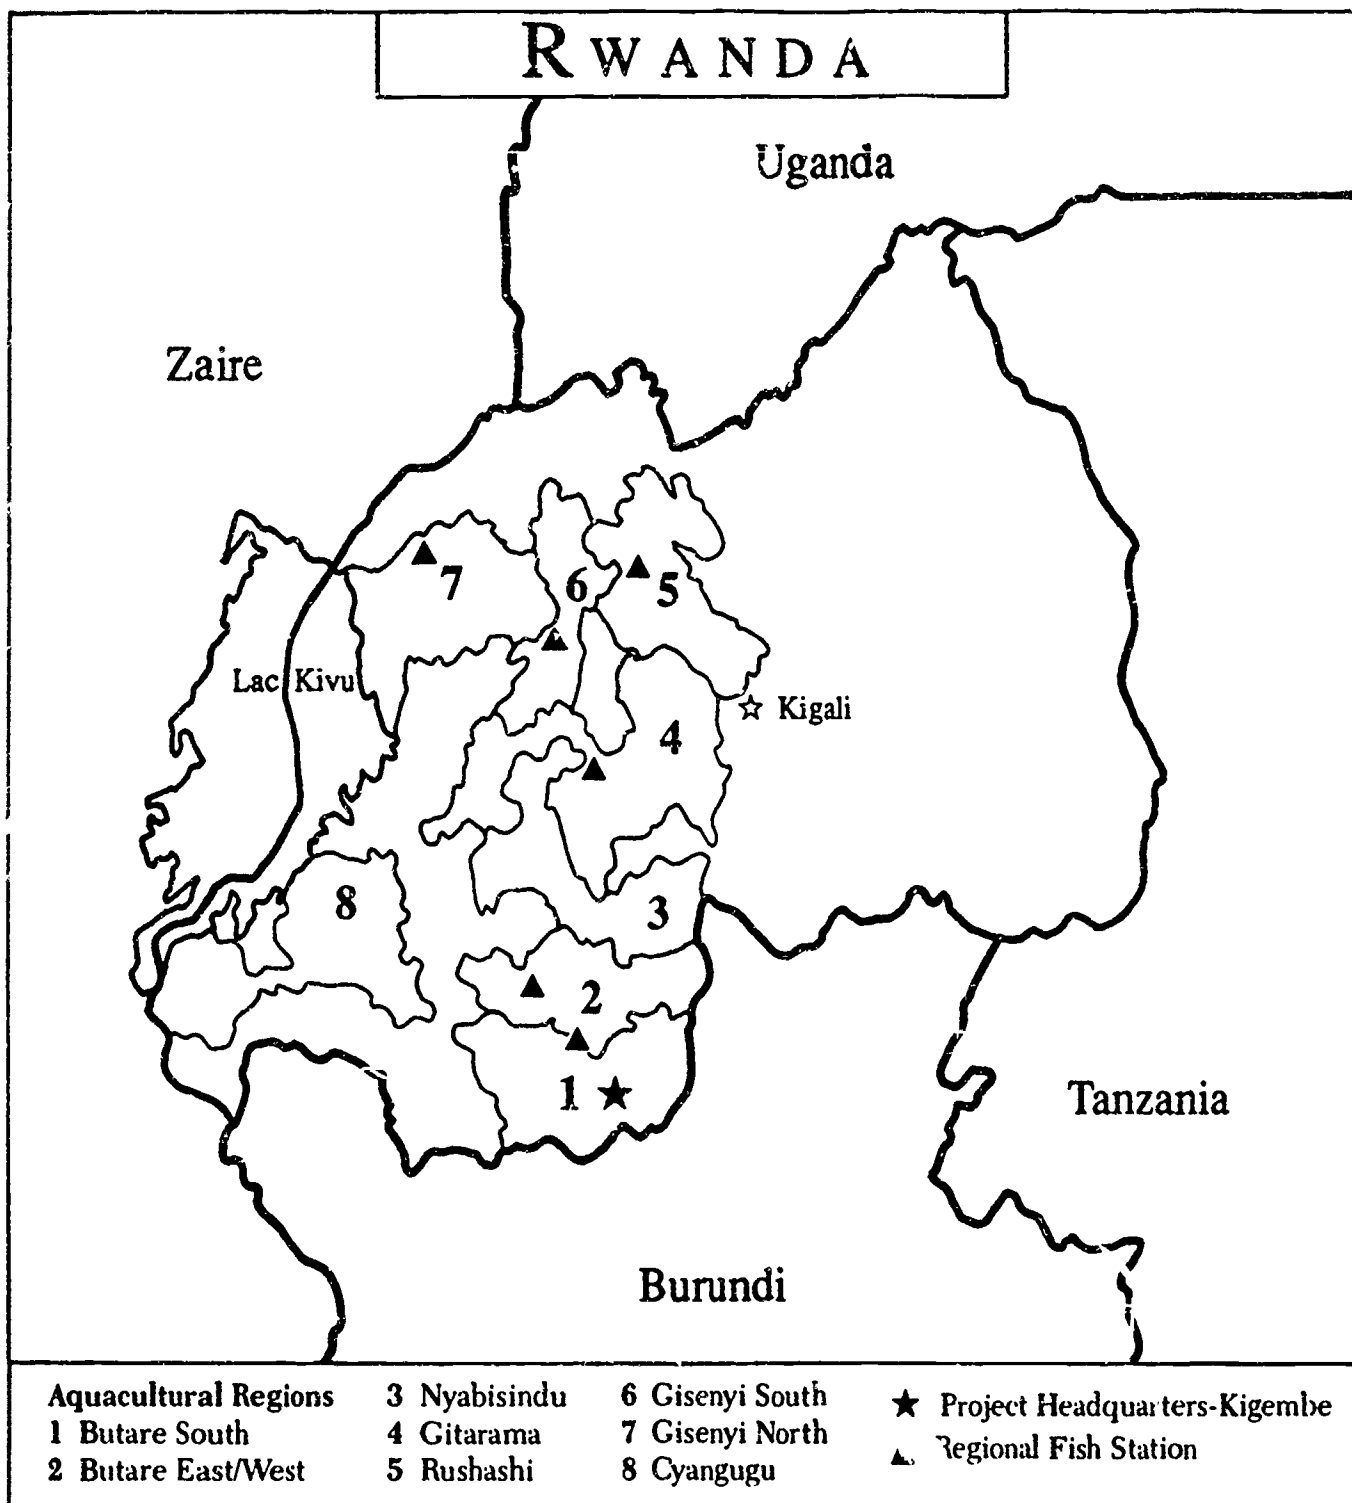 RWANDA
Uganda
Zaire
7
6
5
Lac Kivu
4
Kigali
8
3
2
1
Tanzania
Burundi
Aquacultural Regions
1 Butare South
2 Butare East/West
3 Nyabisindu
4 Gitarama
5 Rushashi
6 Gisenyi South
7 Gisenyi North
8 Cyangugu
Project Headquarters-Kigembe
Regional Fish Station